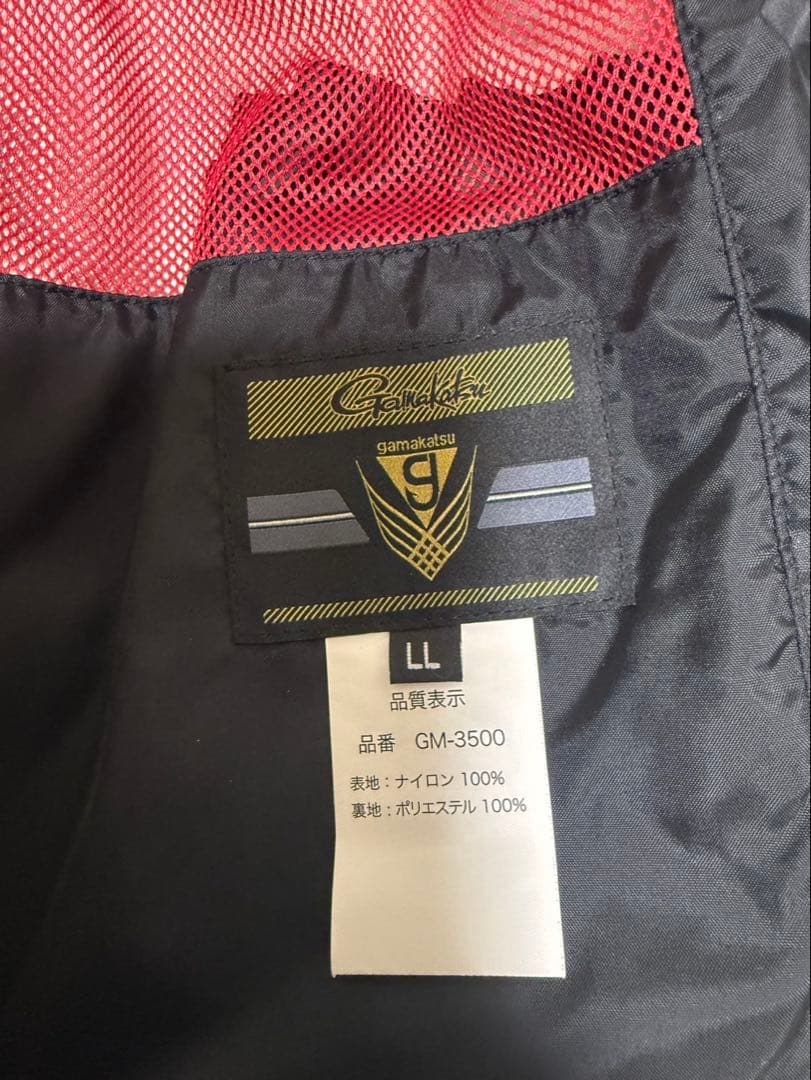 Gamakatsu
gamakatsu
g
LL
品質表示
品番 GM-3500
表地：ナイロン 100%
裏地：ポリエステル 100%